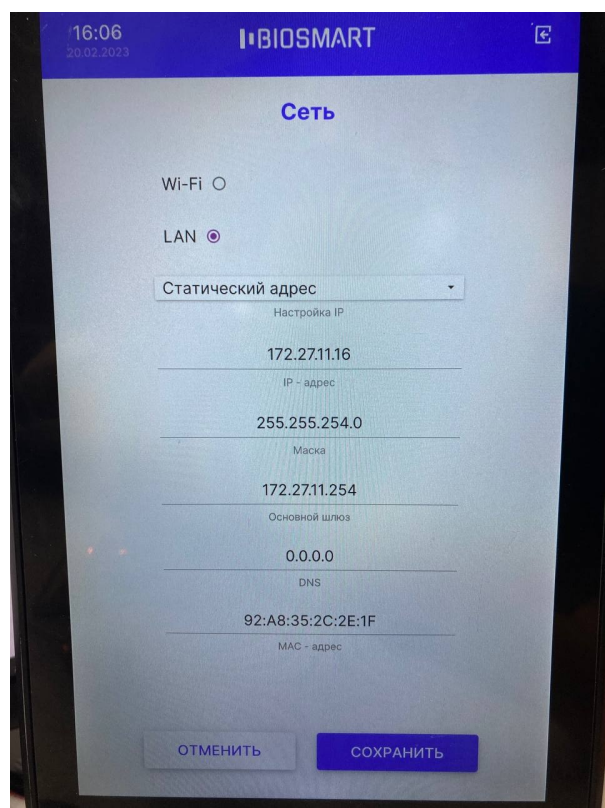 16:06
20.02.2023
BIOSMART
Сеть
Wi-Fi
LAN
Статический адрес
Настройка IP
172.27.11.16
IP - адрес
255.255.254.0
Маска
172.27.11.254
Основной шлюз
0.0.0.0
DNS
92:A8:35:2C:2E:1F
MAC - адрес
ОТМЕНИТЬ
СОХРАНИТЬ